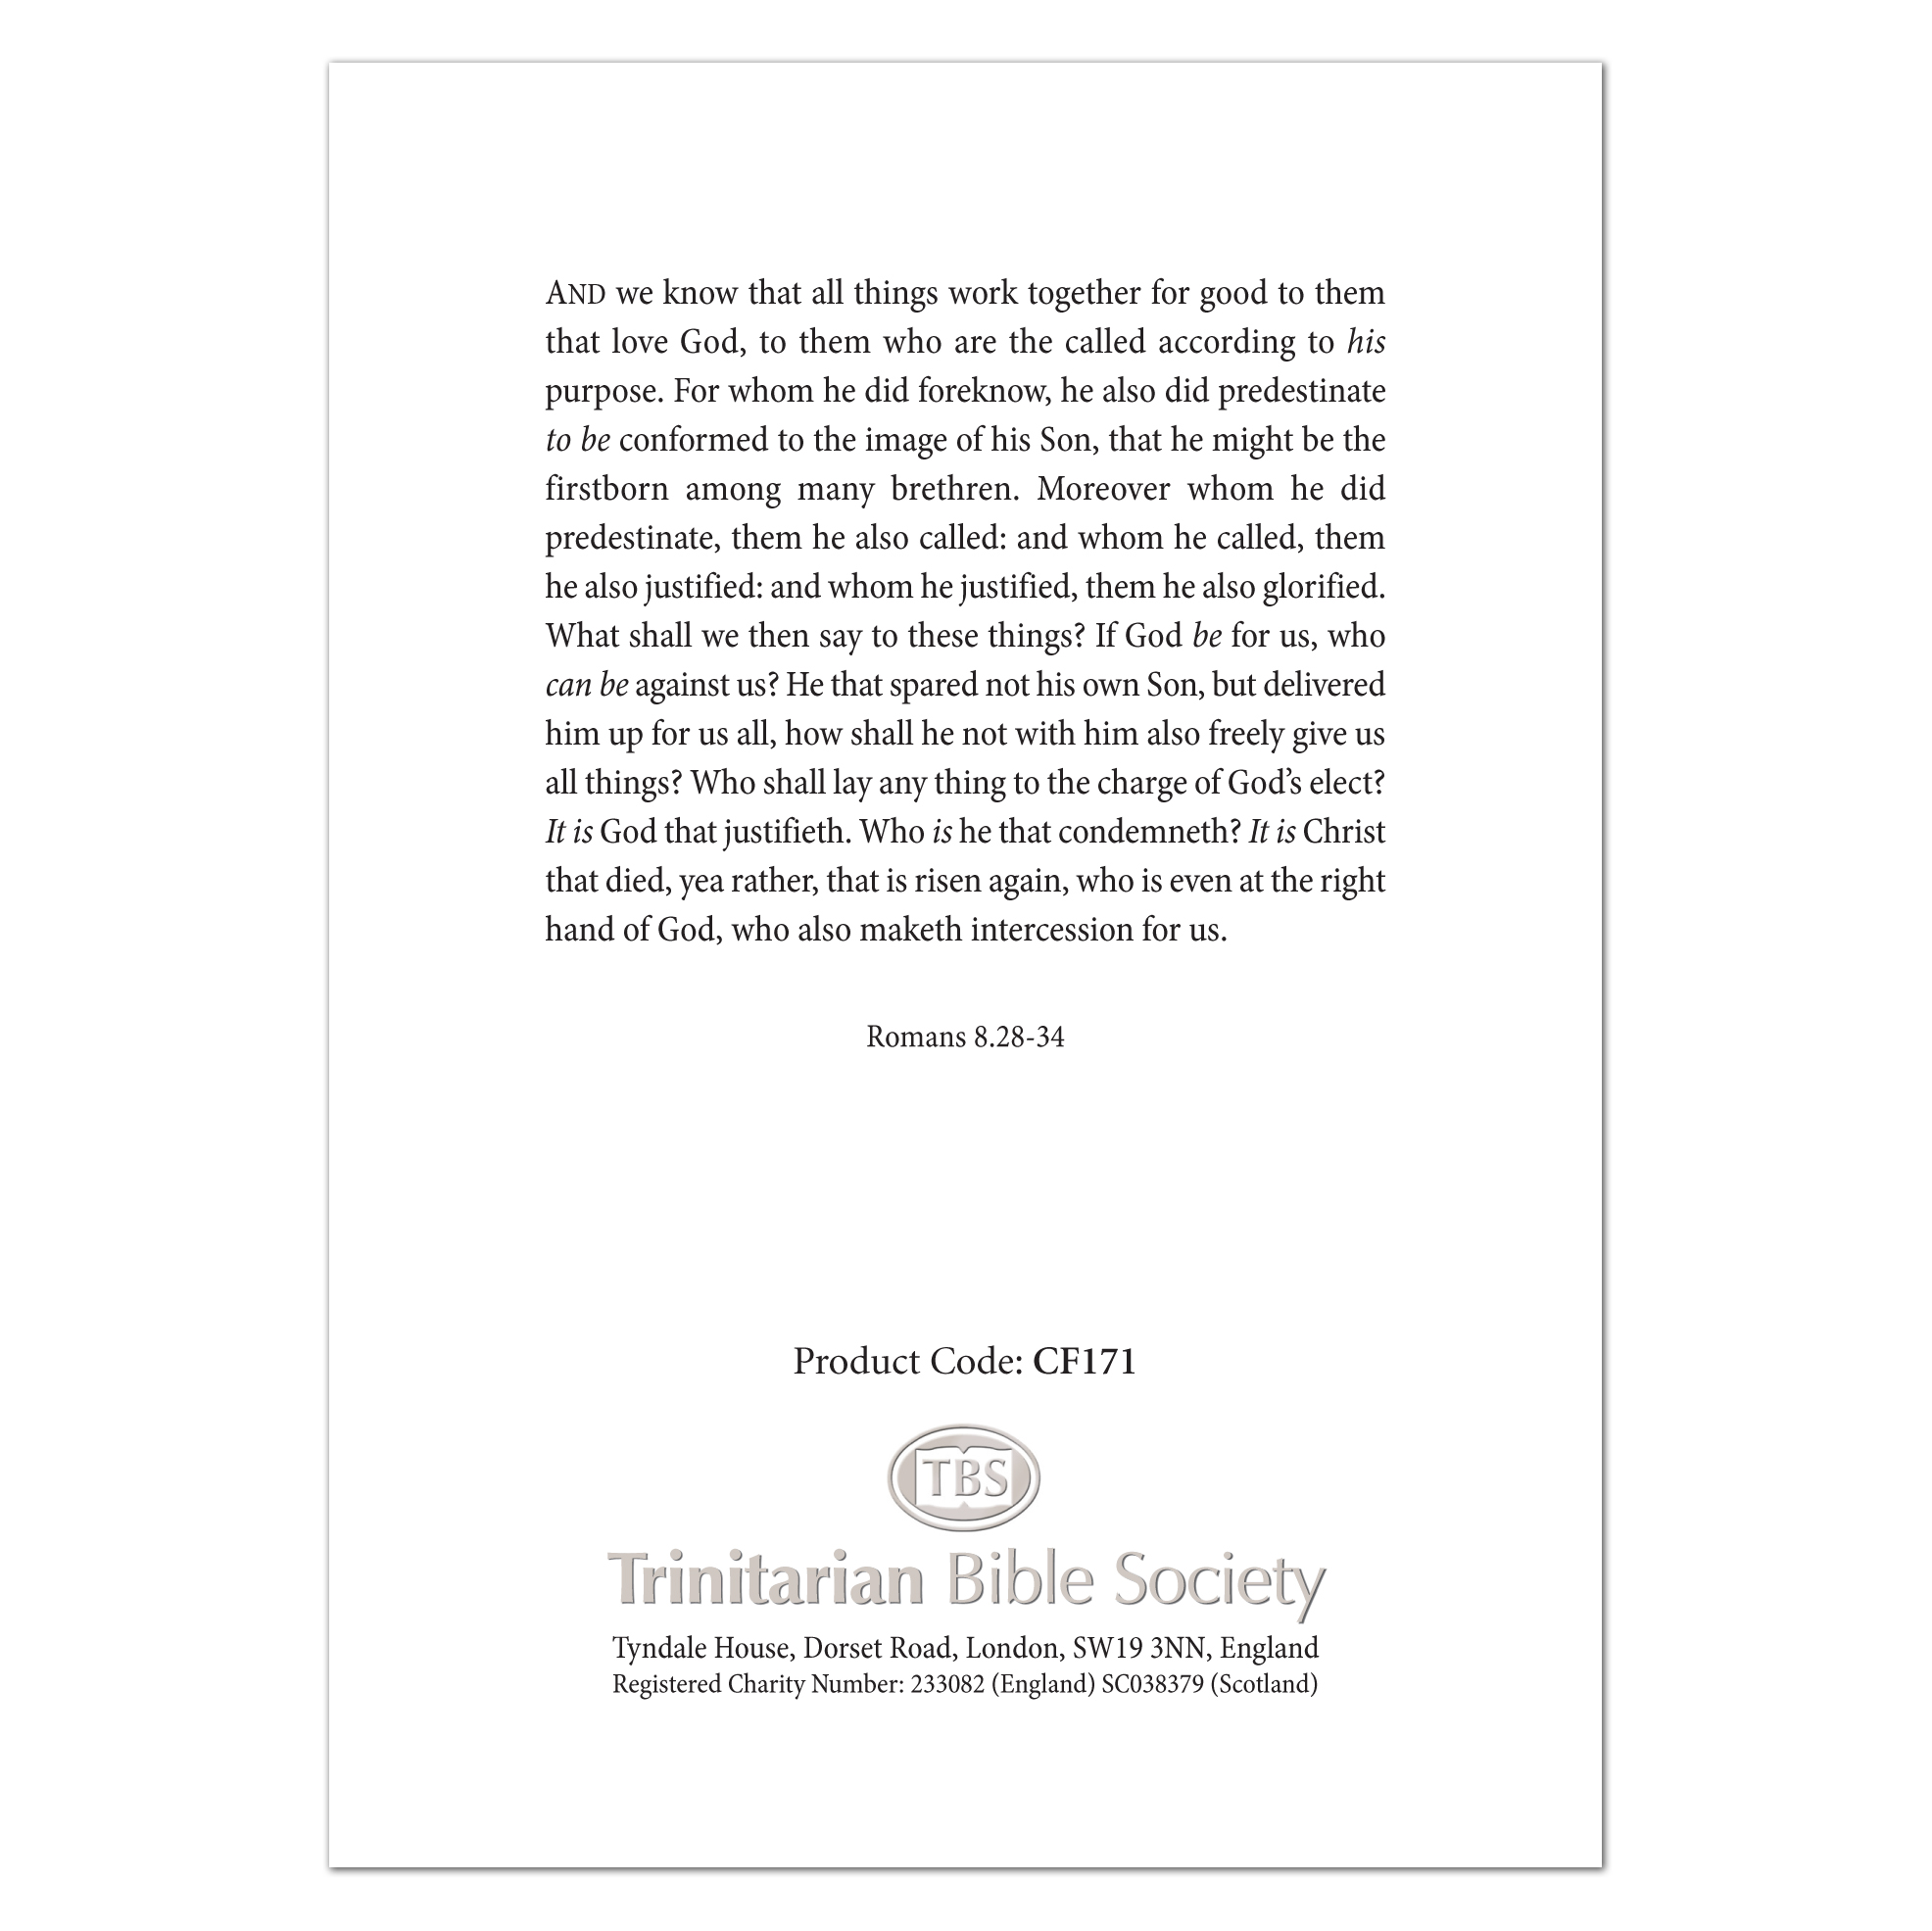 AND we know that all things work together for good to them
that love God, to them who are the called according to his
purpose. For whom he did foreknow, he also did predestinate
to be conformed to the image of his Son, that he might be the
firstborn among many brethren. Moreover whom he did
predestinate, them he also called: and whom he called, them
he also justified: and whom he justified, them he also glorified.
What shall we then say to these things? If God be for us, who
can be against us? He that spared not his own Son, but delivered
him up for us all, how shall he not with him also freely give us
all things? Who shall lay any thing to the charge of God’s elect?
It is God that justifieth. Who is he that condemneth? It is Christ
that died, yea rather, that is risen again, who is even at the right
hand of God, who also maketh intercession for us.
Romans 8.28-34
Product Code: CF171
TBS
Trinitarian Bible Society
Tyndale House, Dorset Road, London, SW19 3NN, England
Registered Charity Number: 233082 (England) SC038379 (Scotland)